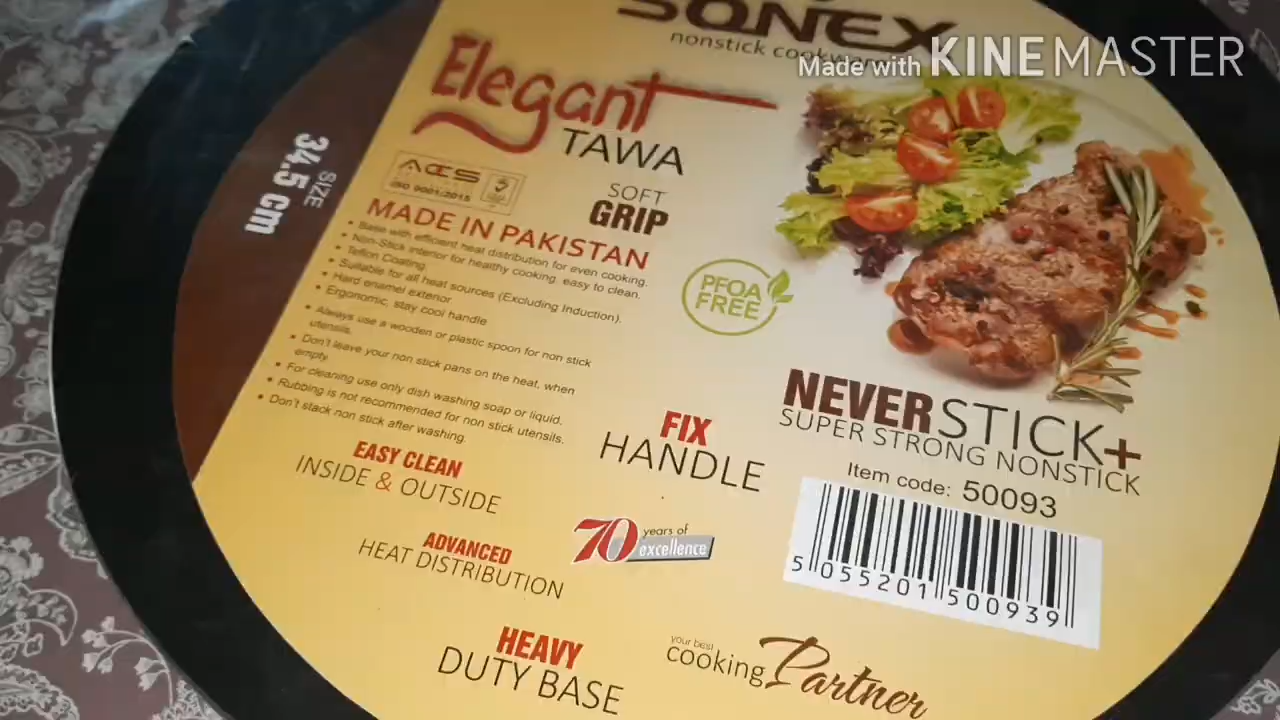 SONEX
nonstick cookware
Made with KINEMASTER
Elegant
TAWA
SIZE
34.5 cm
ACS
ISO 9001:2015
SOFT
GRIP
MADE IN PAKISTAN
• Base with efficient heat distribution for even cooking.
• Non-Stick interior for healthy cooking, easy to clean.
• Teflon Coating
• Suitable for all heat sources (Excluding Induction).
• Hard enamel exterior
• Ergonomic, stay cool handle
• Always use a wooden or plastic spoon for non stick
utensils.
• Don't leave your non stick pans on the heat, when
empty.
• For cleaning use only dish washing soap or liquid.
• Rubbing is not recommended for non stick utensils.
• Don't stack non stick after washing.
PFOA
FREE
NEVERSTICK+
SUPER STRONG NONSTICK
Item code: 50093
5 055201 500939
FIX
HANDLE
EASY CLEAN
INSIDE & OUTSIDE
70 years of
excellence
ADVANCED
HEAT DISTRIBUTION
HEAVY
DUTY BASE
your best
cooking Partner